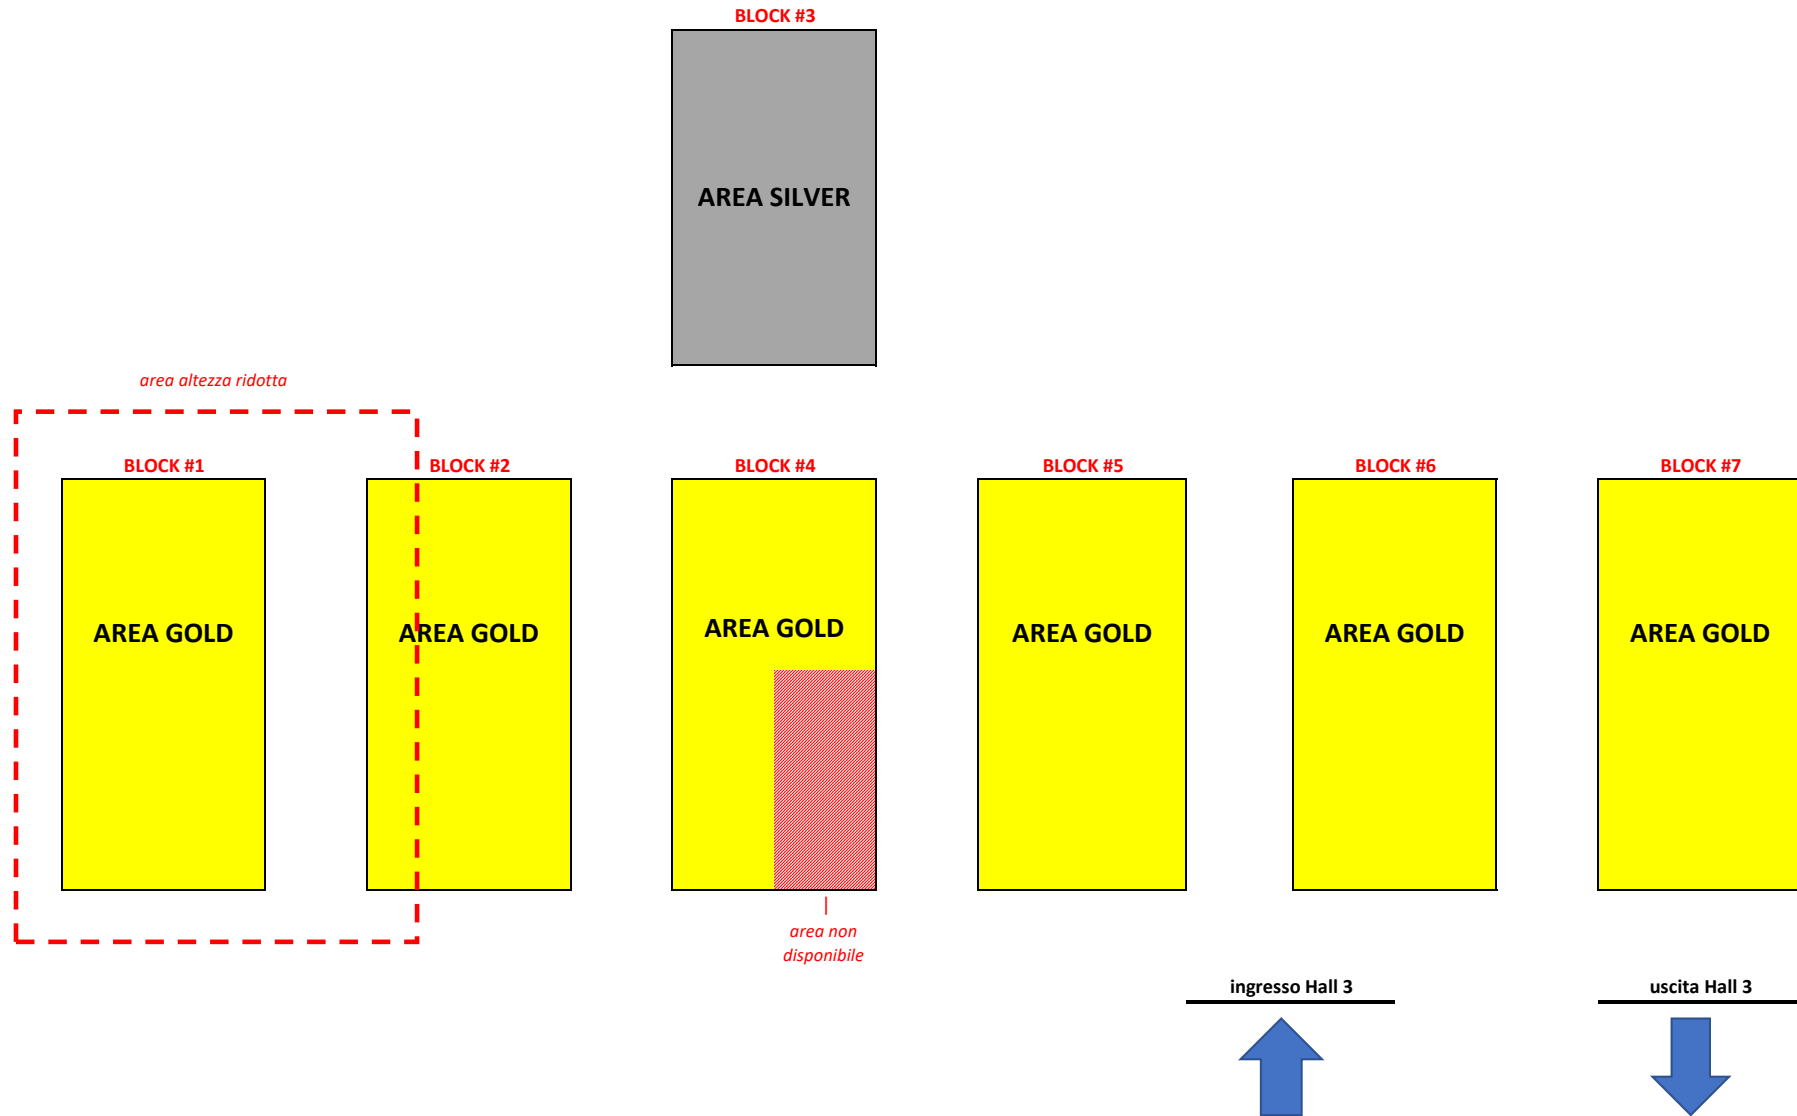 BLOCK #3
AREA SILVER
area altezza ridotta
BLOCK #1
BLOCK #2
BLOCK #4
BLOCK #5
BLOCK #6
BLOCK #7
AREA GOLD
AREA GOLD
AREA GOLD
AREA GOLD
AREA GOLD
AREA GOLD
area non
disponibile
ingresso Hall 3
uscita Hall 3